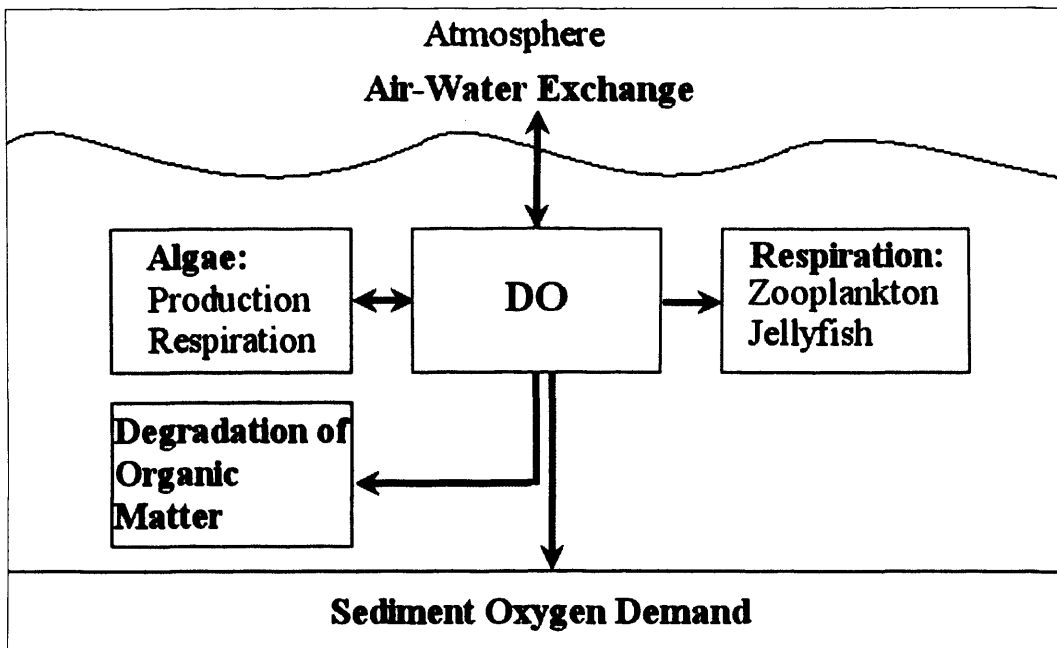 Atmosphere
Air-Water Exchange
Algae:
Production
Respiration
DO
Respiration:
Zooplankton
Jellyfish
Degradation of
Organic
Matter
Sediment Oxygen Demand